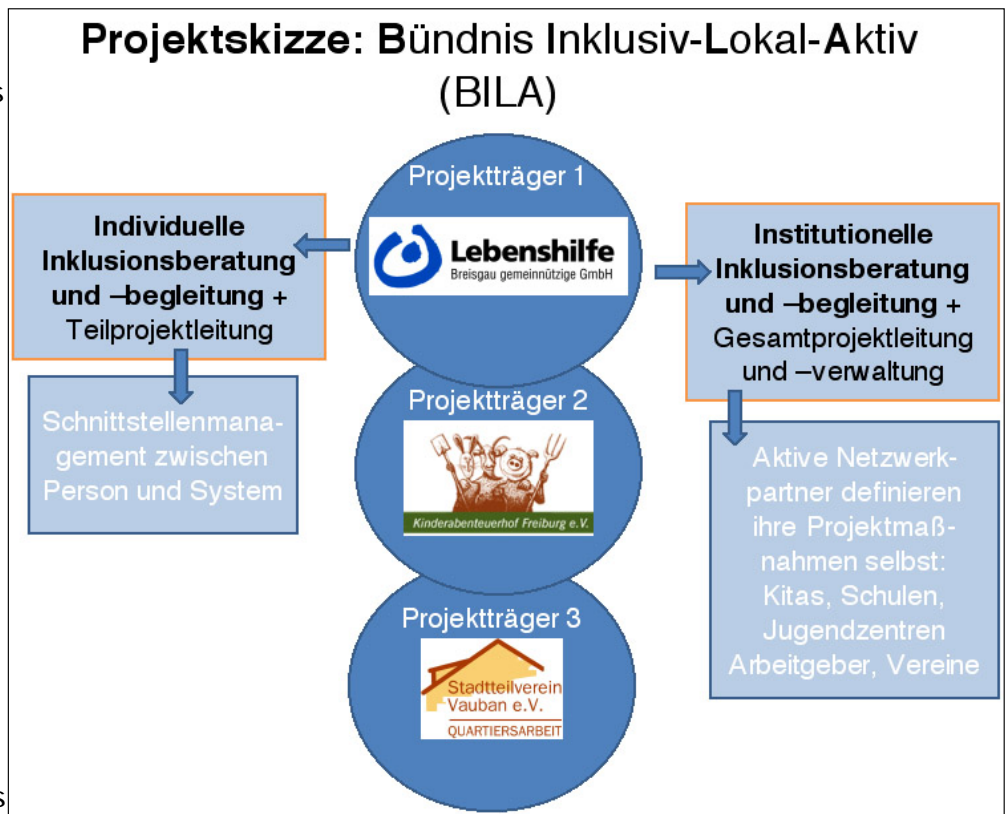 Projektskizze: Bündnis Inklusiv-Lokal-Aktiv
(BILA)
s
Projektträger 1
Lebenshilfe
Breisgau gemeinnützige GmbH
Individuelle
Inklusionsberatung
und –begleitung +
Teilprojektleitung
Schnittstellenmana-
gement zwischen
Person und System
Institutionelle
Inklusionsberatung
und –begleitung +
Gesamtprojektleitung
und –verwaltung
Aktive Netzwerk-
partner definieren
ihre Projektmaß-
nahmen selbst:
Kitas, Schulen,
Jugendzentren
Arbeitgeber, Vereine
Projektträger 2
Kinderabenteuerhof Freiburg e.V.
Projektträger 3
Stadtteilverein
Vauban e.V.
QUARTIERSARBEIT
s